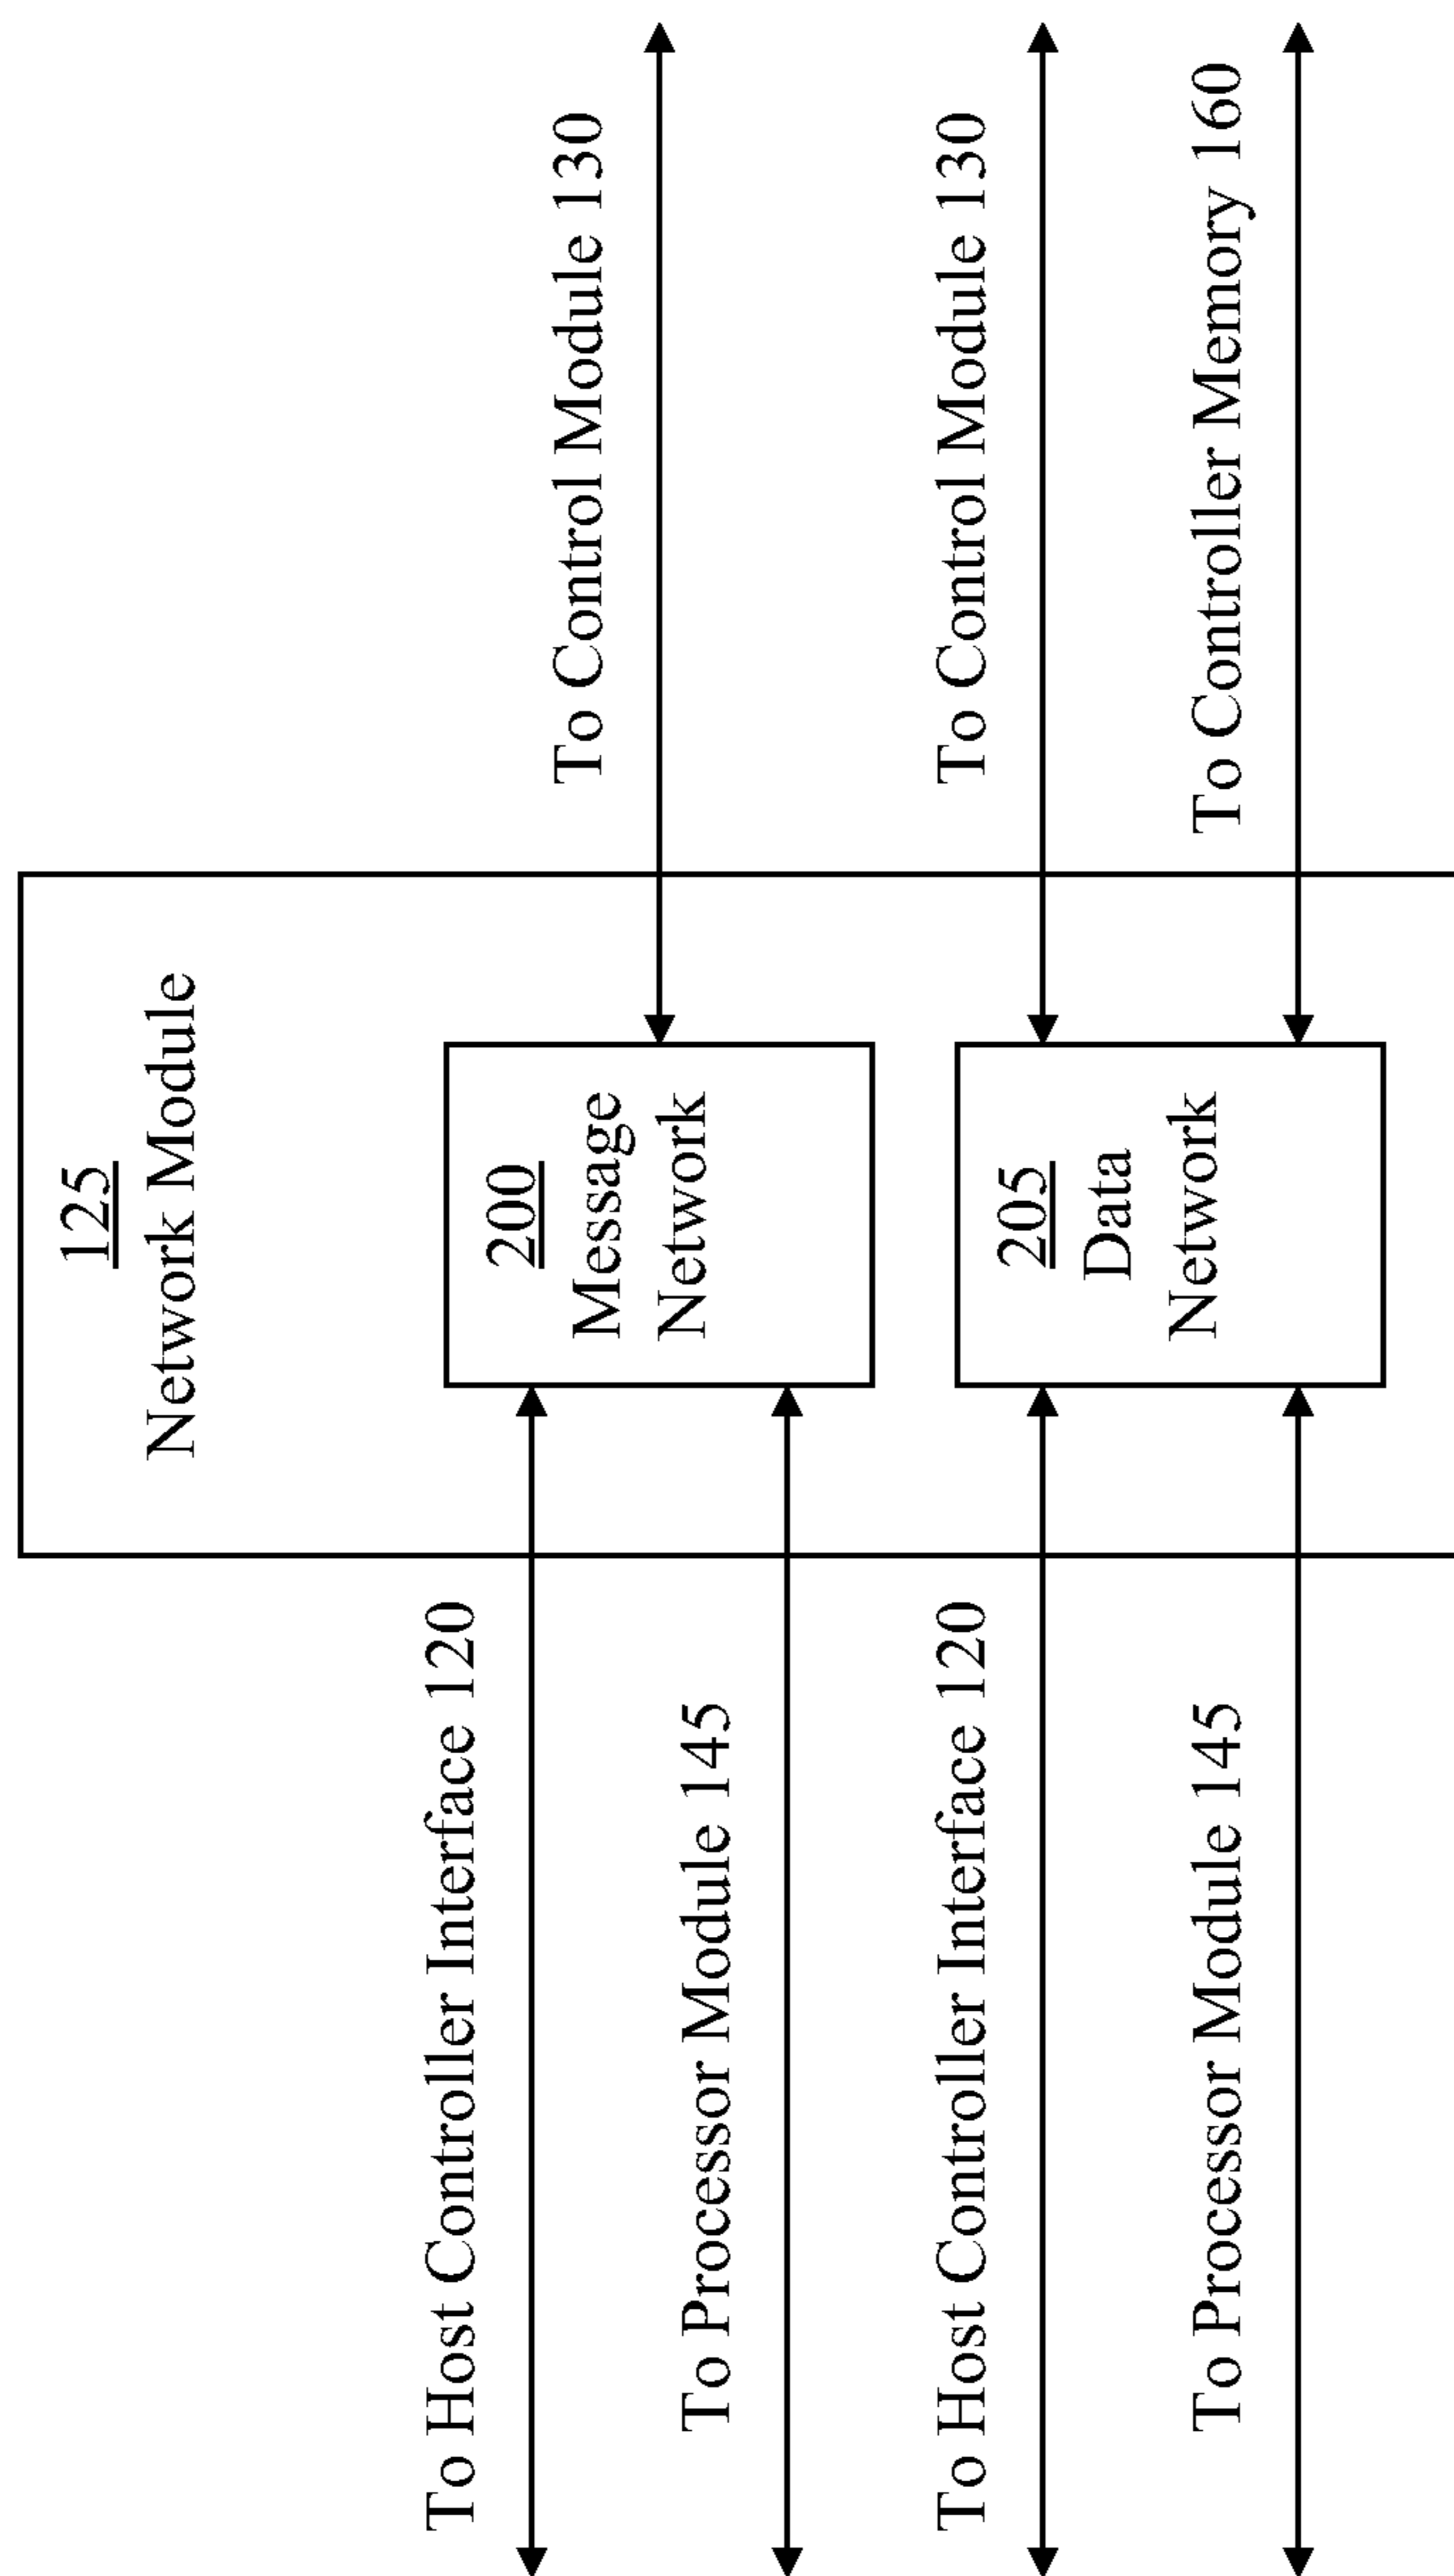 125
Network Module
To Host Controller Interface 120
200
Message
Network
To Control Module 130
To Processor Module 145
To Host Controller Interface 120
205
Data
Network
To Control Module 130
To Processor Module 145
To Controller Memory 160